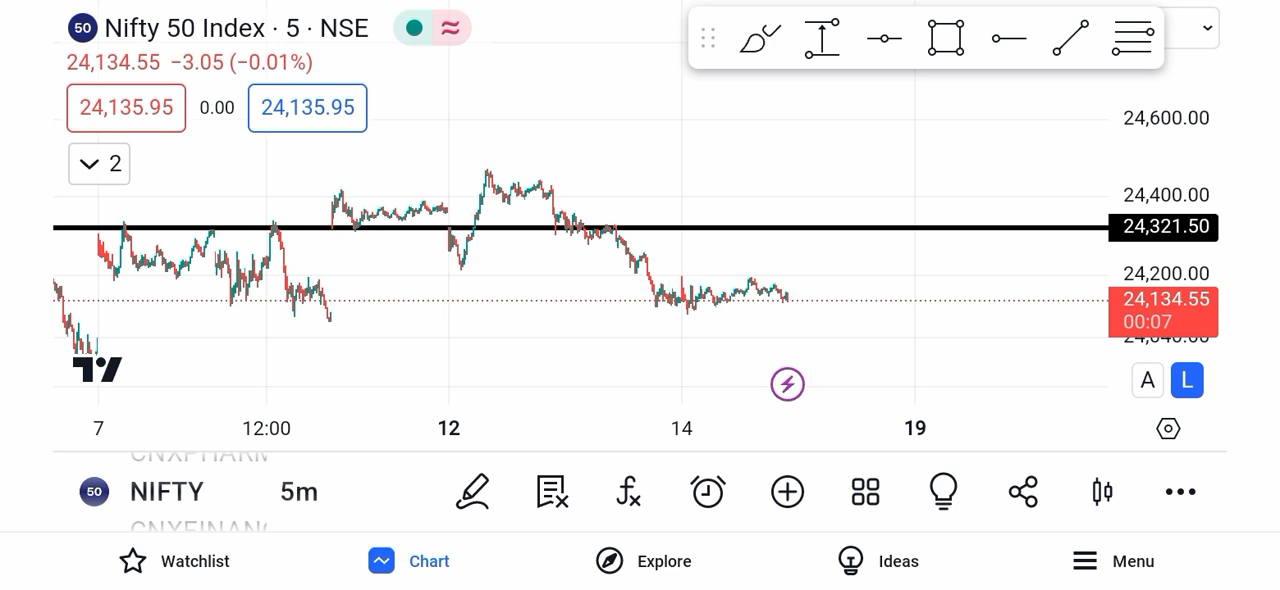 50 Nifty 50 Index · 5 · NSE
24,134.55 −3.05 (−0.01%)
24,135.95 0.00 24,135.95
2
24,600.00
24,400.00
24,321.50
24,200.00
24,134.55
00:07
A L
7 12:00 12 14 19
50 NIFTY 5m
Watchlist Chart Explore Ideas Menu